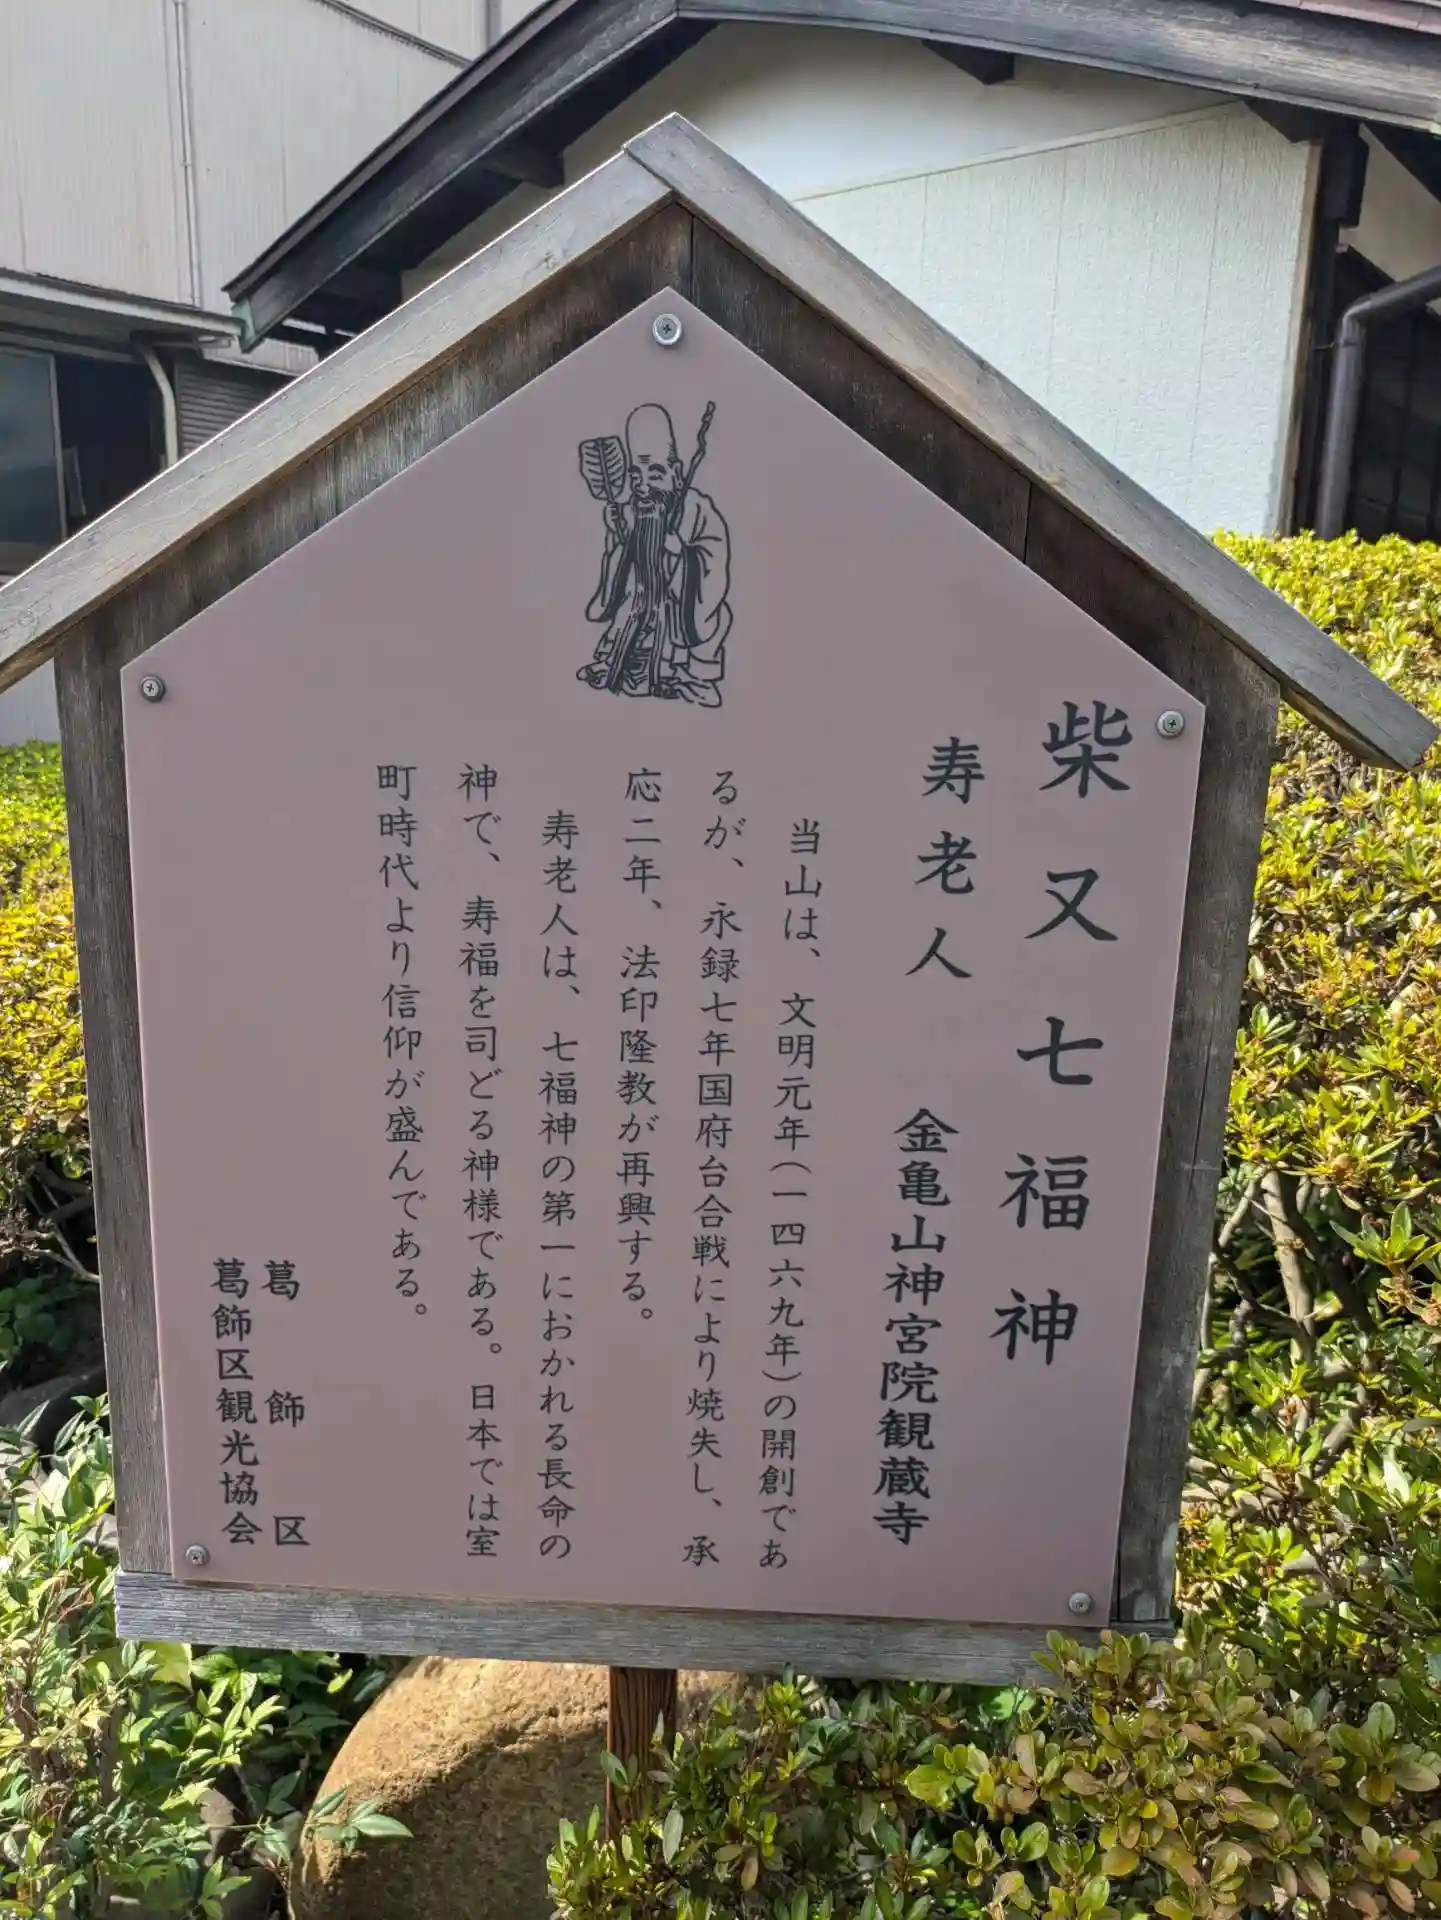 柴又七福神
寿老人　金亀山神宮院観蔵寺
当山は、文明元年（一四六九年）の開創であ
るが、永録七年国府台合戦により焼失し、承
応二年、法印隆教が再興する。
寿老人は、七福神の第一におかれる長命の
神で、寿福を司どる神様である。日本では室
町時代より信仰が盛んである。
葛飾区
葛飾区観光協会